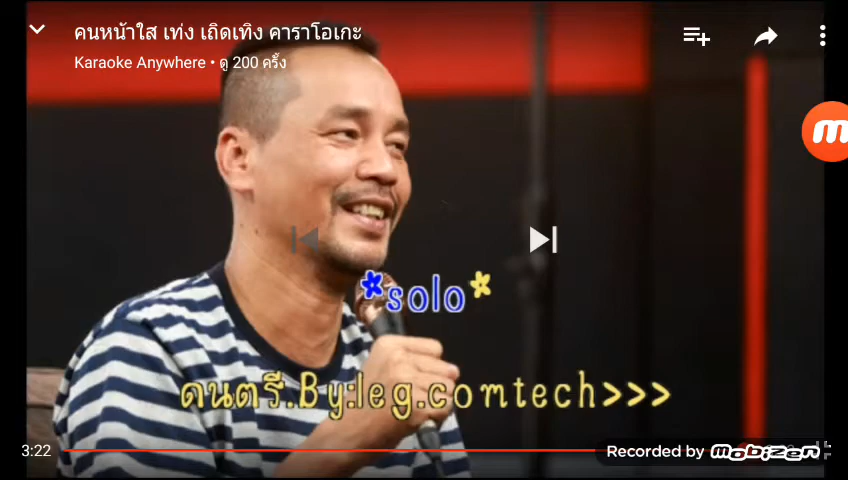 คนหน้าใส เท่ง เถิดเทิง คาราโอเกะ
Karaoke Anywhere • ดู 200 ครั้ง
*solo*
ดนตรี.By:leg.comtech>>>
3:22
Recorded by mobizen